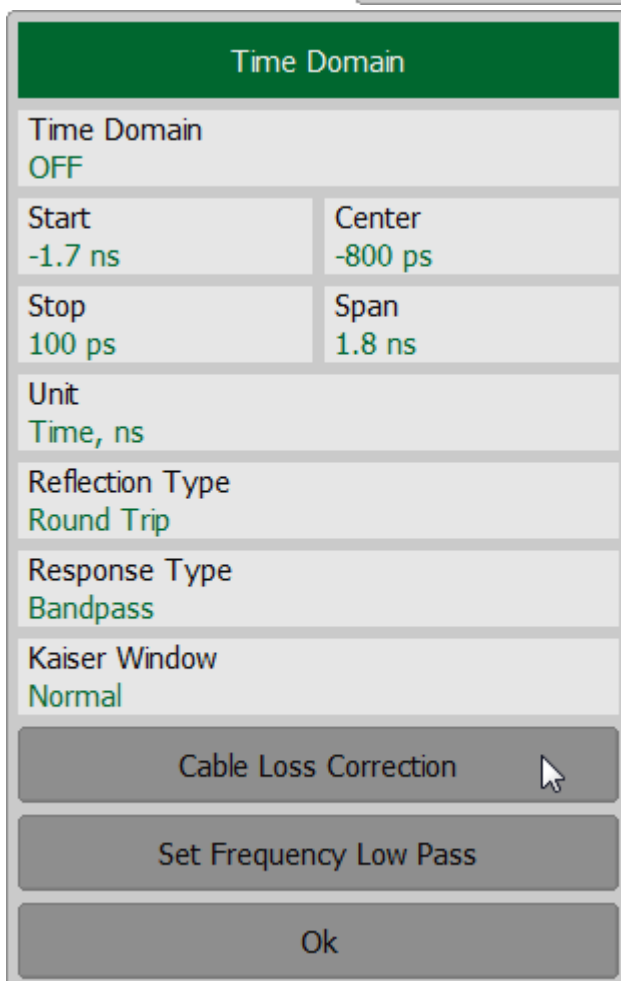 Time Domain
Time Domain
OFF
Start
-1.7 ns
Center
-800 ps
Stop
100 ps
Span
1.8 ns
Unit
Time, ns
Reflection Type
Round Trip
Response Type
Bandpass
Kaiser Window
Normal
Cable Loss Correction
Set Frequency Low Pass
Ok